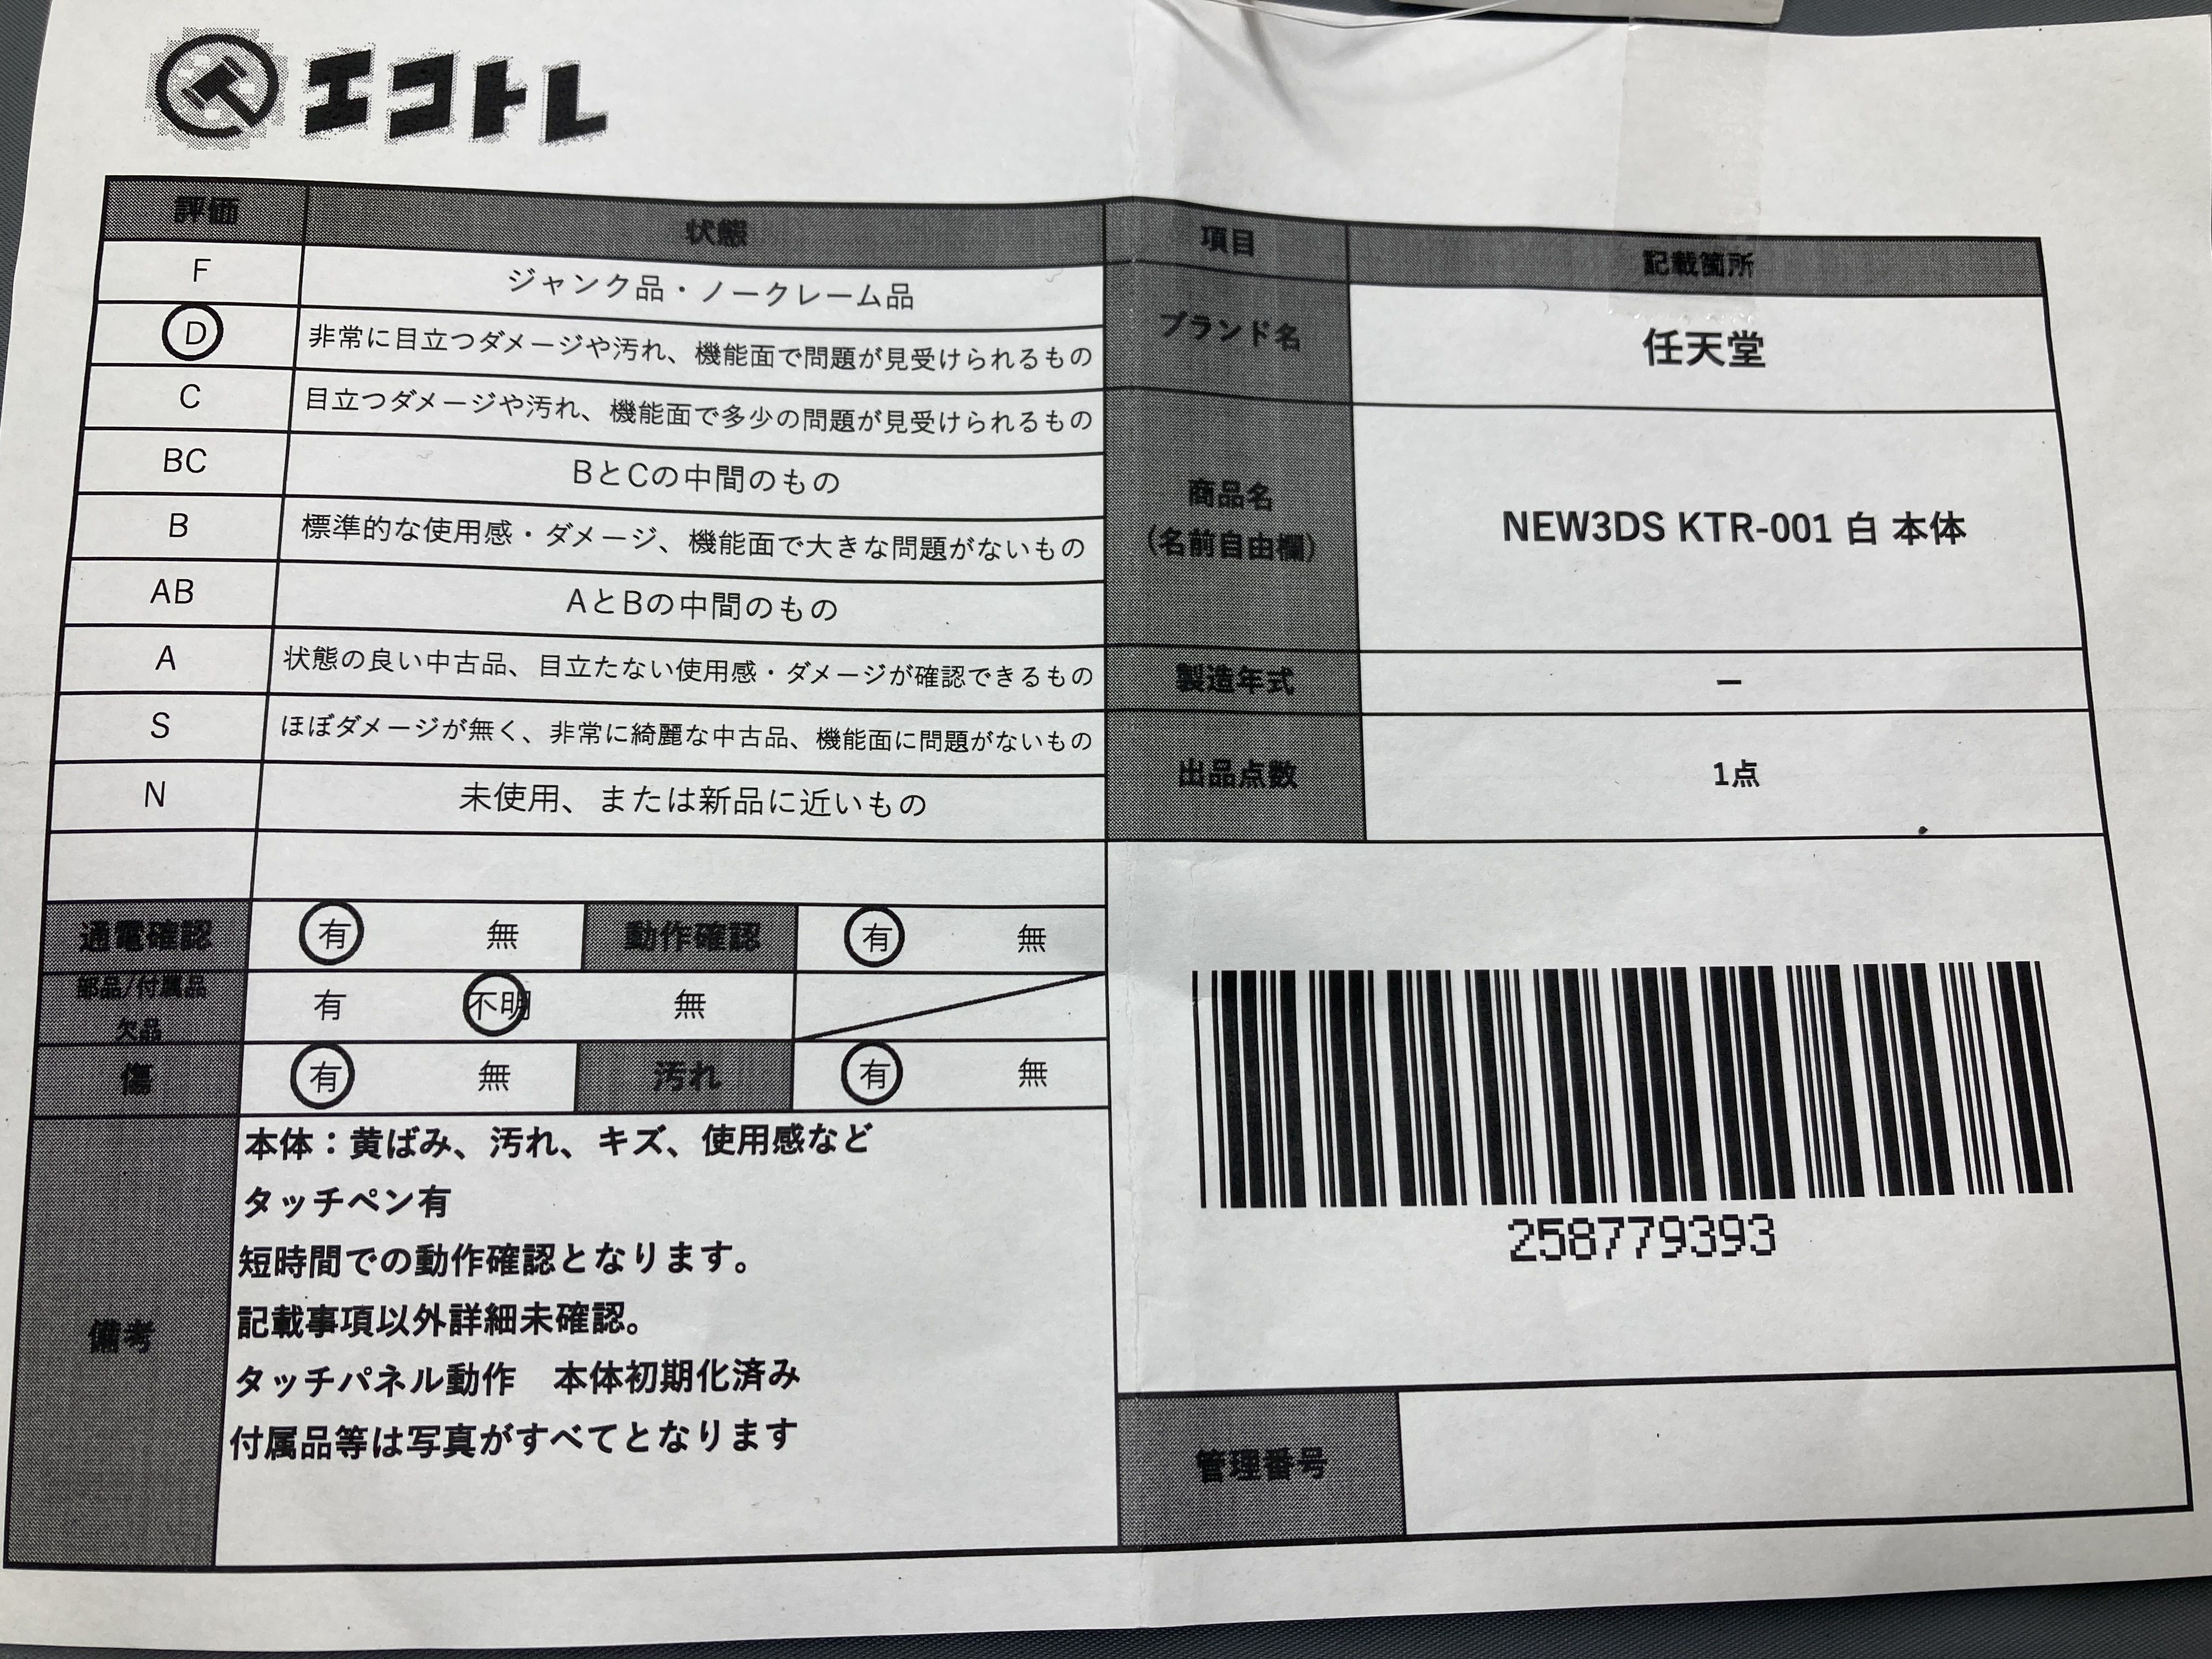 エコトレ
評価 状態
F ジャンク品・ノークレーム品
D 非常に目立つダメージや汚れ、機能面で問題が見受けられるもの
C 目立つダメージや汚れ、機能面で多少の問題が見受けられるもの
BC BとCの中間のもの
B 標準的な使用感・ダメージ、機能面で大きな問題がないもの
AB AとBの中間のもの
A 状態の良い中古品、目立たない使用感・ダメージが確認できるもの
S ほぼダメージが無く、非常に綺麗な中古品、機能面に問題がないもの
N 未使用、または新品に近いもの
通電確認 有 無 動作確認 有 無
部品/付属品
欠品
有 不明 無
傷 有 無 汚れ 有 無
備考
本体：黄ばみ、汚れ、キズ、使用感など
タッチペン有
短時間での動作確認となります。
記載事項以外詳細未確認。
タッチパネル動作　本体初期化済み
付属品等は写真がすべてとなります
項目 記載箇所
ブランド名 任天堂
商品名
(名前自由欄)
NEW3DS KTR-001 白 本体
製造年式 ー
出品点数 1点
258779393
管理番号